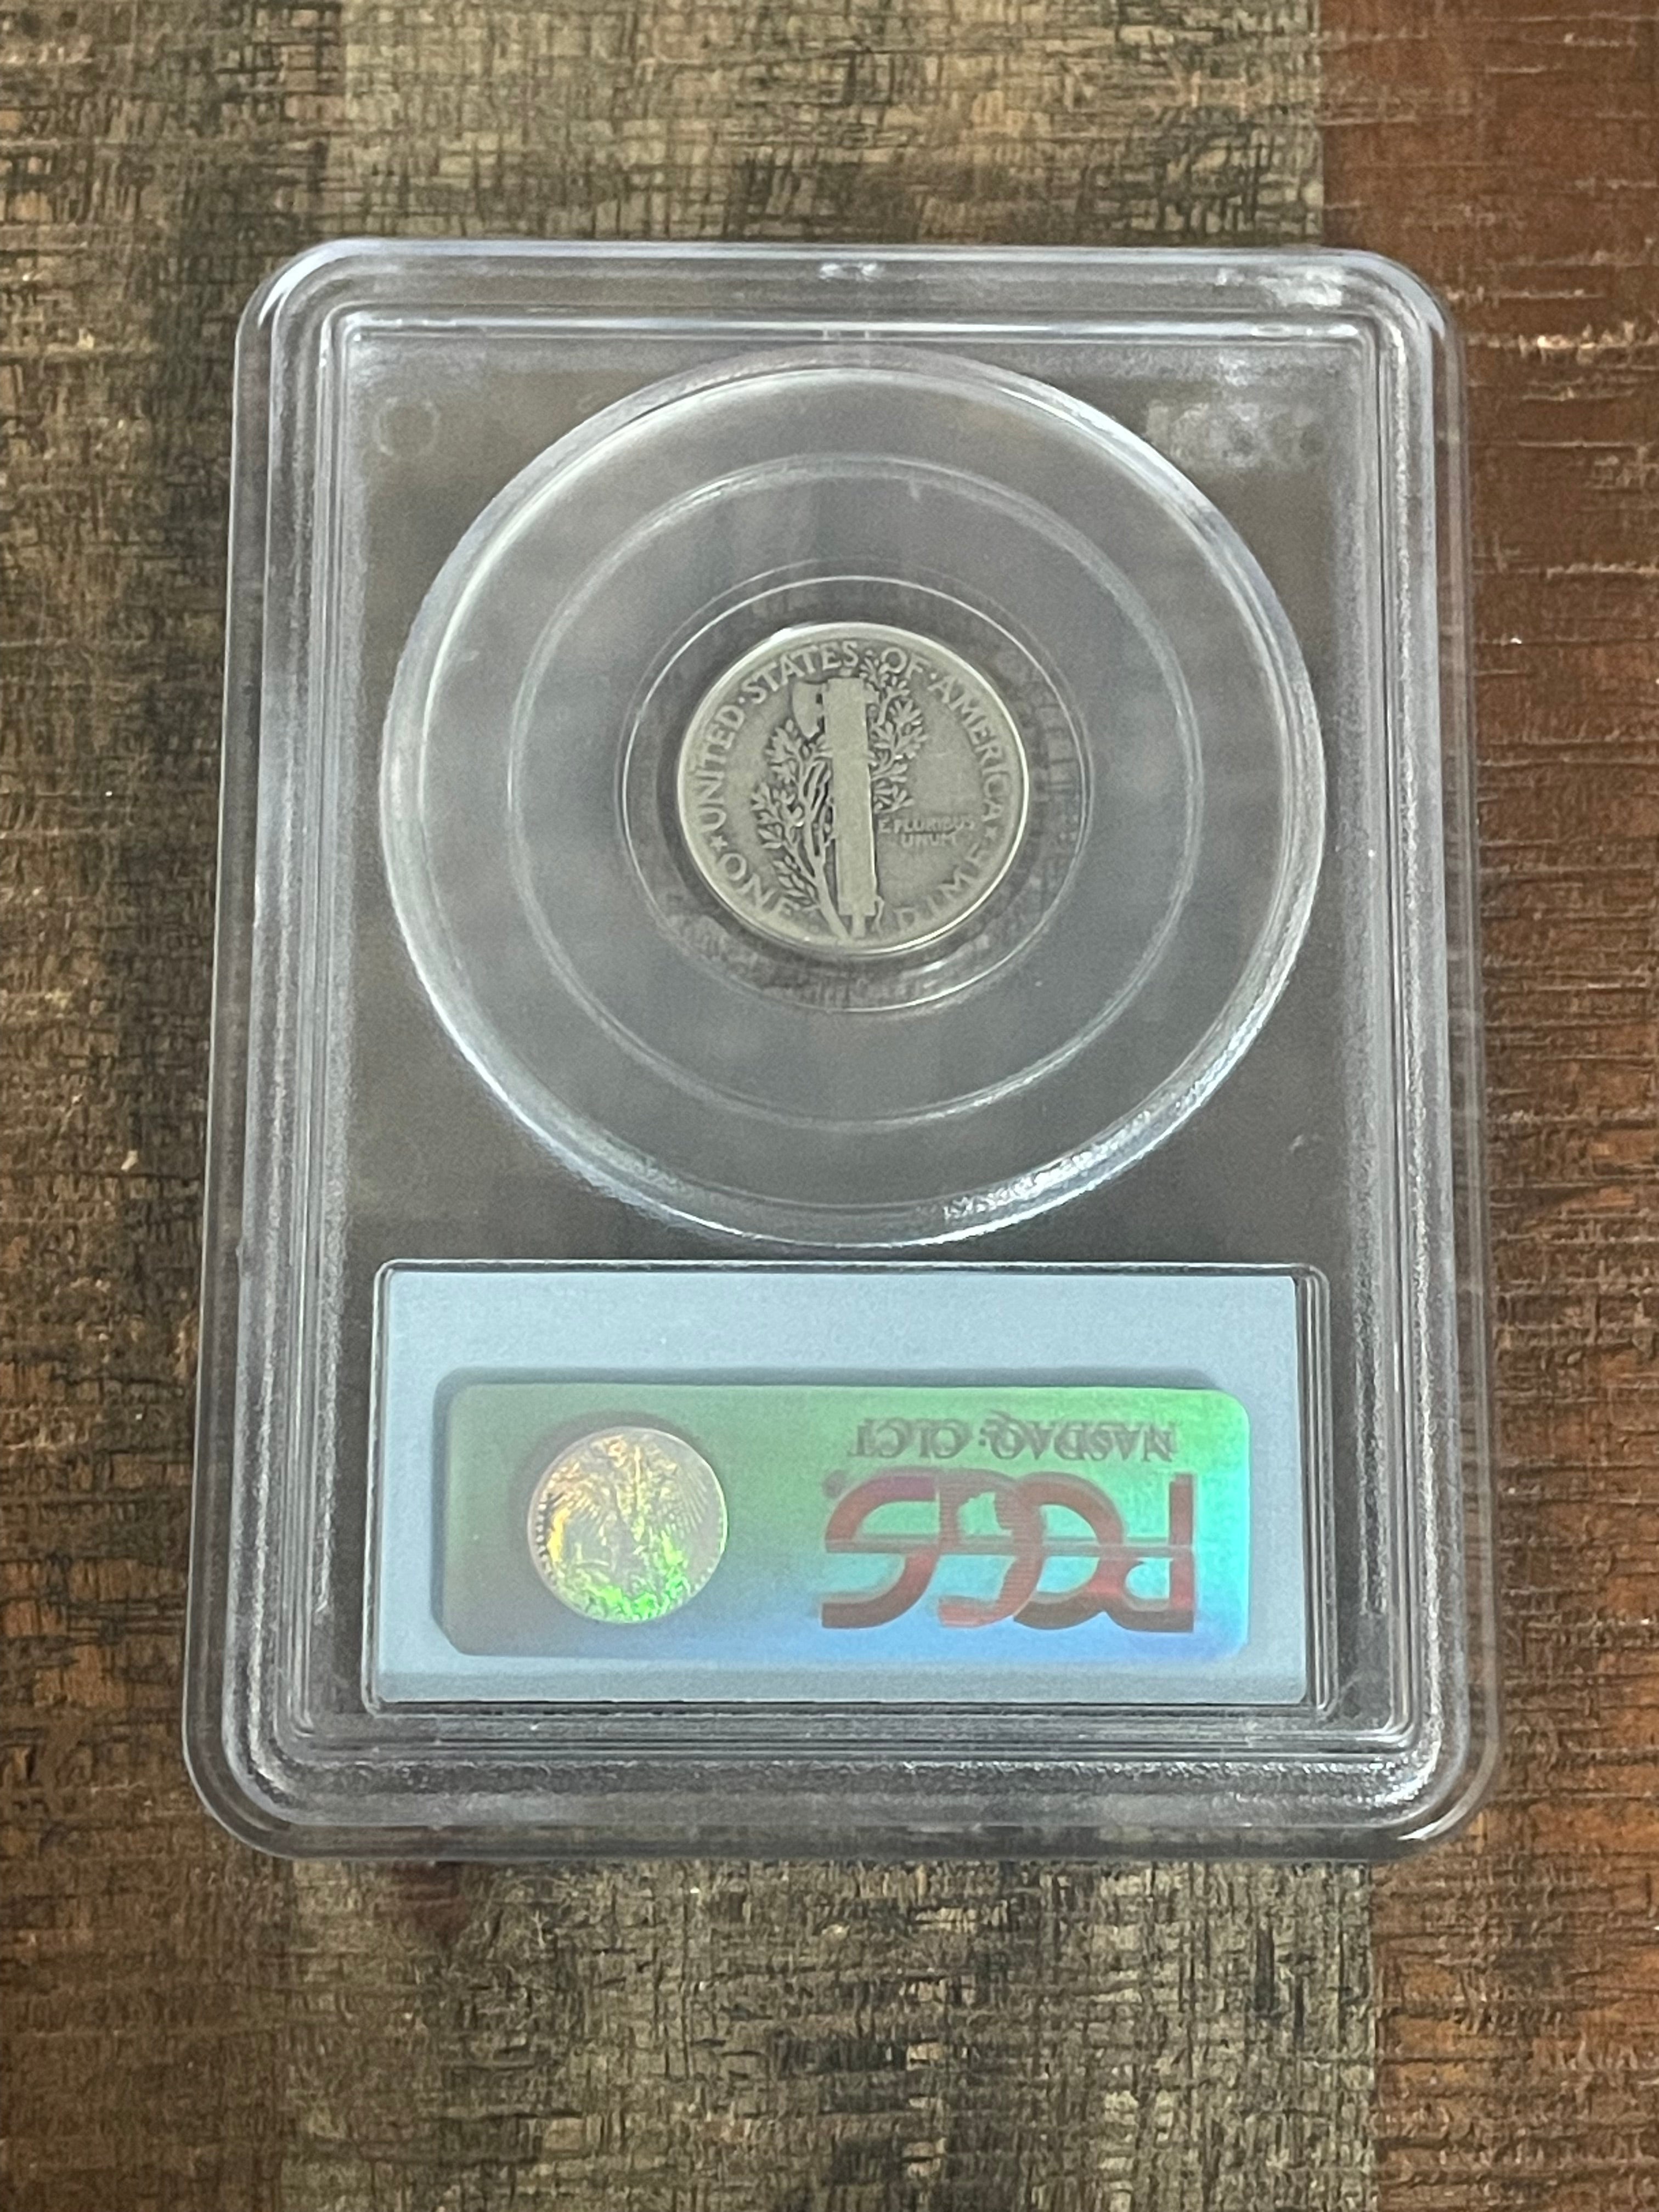 UNITED·STATES·OF·AMERICA
E PLURIBUS
UNUM
ONE DIME
NASDAQ: CLCT
PCGS